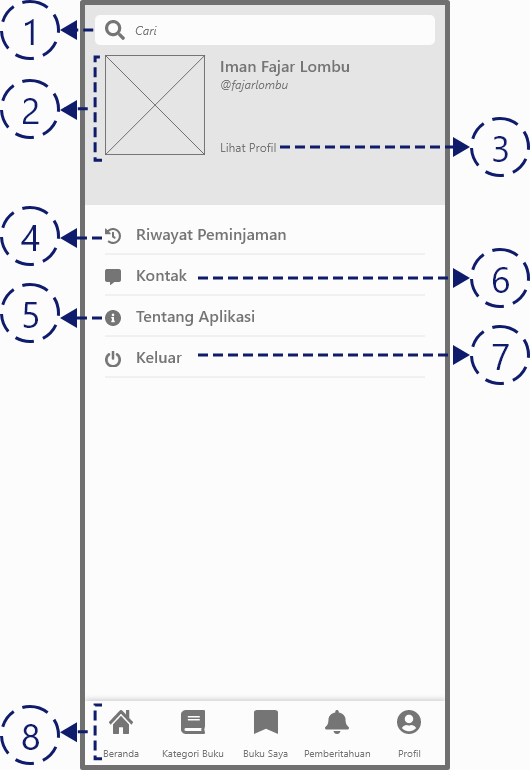 1
Cari
2
Iman Fajar Lombu
@fajarlombu
Lihat Profil
3
4
Riwayat Peminjaman
Kontak
6
5
Tentang Aplikasi
Keluar
7
8
Beranda Kategori Buku Buku Saya Pemberitahuan Profil